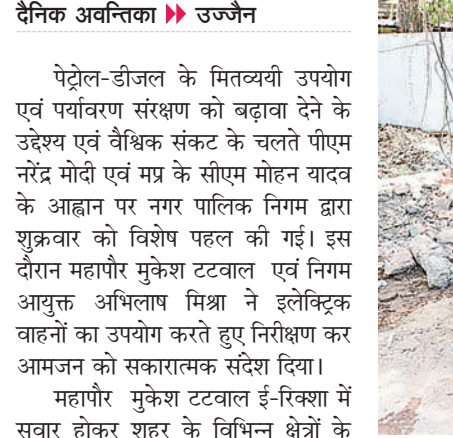 दैनिक अवन्तिका ▶▶ उज्जैन
पेट्रोल-डीजल के मितव्ययी उपयोग
एवं पर्यावरण संरक्षण को बढ़ावा देने के
उद्देश्य एवं वैश्विक संकट के चलते पीएम
नरेंद्र मोदी एवं मप्र के सीएम मोहन यादव
के आह्वान पर नगर पालिक निगम द्वारा
शुक्रवार को विशेष पहल की गई। इस
दौरान महापौर मुकेश टटवाल एवं निगम
आयुक्त अभिलाष मिश्रा ने इलेक्ट्रिक
वाहनों का उपयोग करते हुए निरीक्षण कर
आमजन को सकारात्मक संदेश दिया।
महापौर मुकेश टटवाल ई-रिक्शा में
सवार होकर शहर के विभिन्न क्षेत्रों के